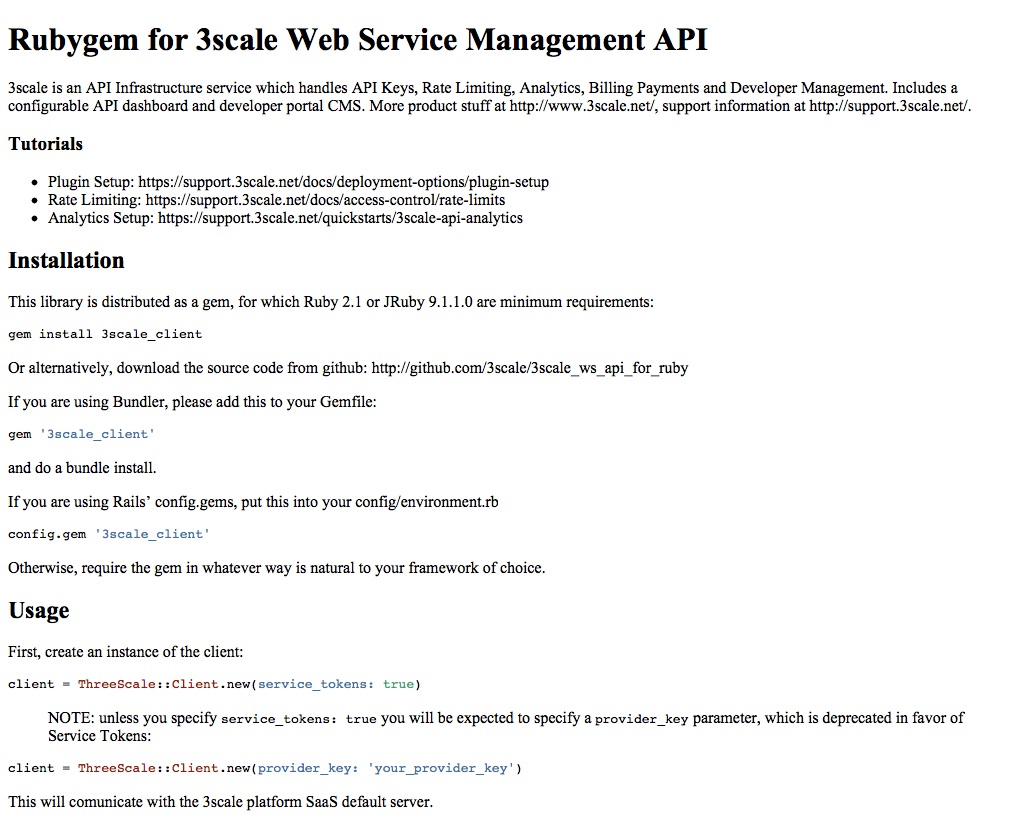 Rubygem for 3scale Web Service Management API
3scale is an API Infrastructure service which handles API Keys, Rate Limiting, Analytics, Billing Payments and Developer Management. Includes a
configurable API dashboard and developer portal CMS. More product stuff at http://www.3scale.net/, support information at http://support.3scale.net/.
Tutorials
• Plugin Setup: https://support.3scale.net/docs/deployment-options/plugin-setup
• Rate Limiting: https://support.3scale.net/docs/access-control/rate-limits
• Analytics Setup: https://support.3scale.net/quickstarts/3scale-api-analytics
Installation
This library is distributed as a gem, for which Ruby 2.1 or JRuby 9.1.1.0 are minimum requirements:
gem install 3scale_client
Or alternatively, download the source code from github: http://github.com/3scale/3scale_ws_api_for_ruby
If you are using Bundler, please add this to your Gemfile:
gem '3scale_client'
and do a bundle install.
If you are using Rails’ config.gems, put this into your config/environment.rb
config.gem '3scale_client'
Otherwise, require the gem in whatever way is natural to your framework of choice.
Usage
First, create an instance of the client:
client = ThreeScale::Client.new(service_tokens: true)
NOTE: unless you specify service_tokens: true you will be expected to specify a provider_key parameter, which is deprecated in favor of
Service Tokens:
client = ThreeScale::Client.new(provider_key: 'your_provider_key')
This will comunicate with the 3scale platform SaaS default server.